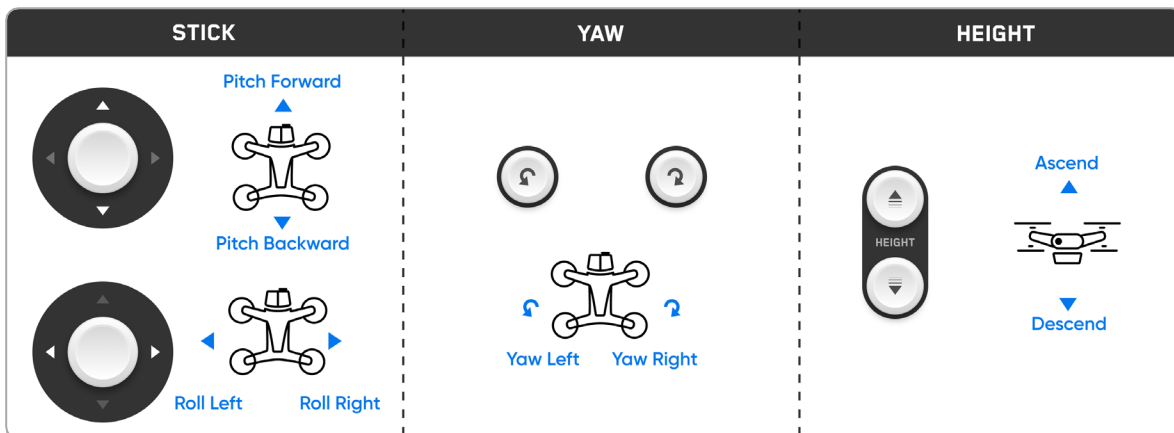 STICK
YAW
HEIGHT
Pitch Forward
Pitch Backward
Roll Left
Roll Right
Yaw Left
Yaw Right
HEIGHT
Ascend
Descend